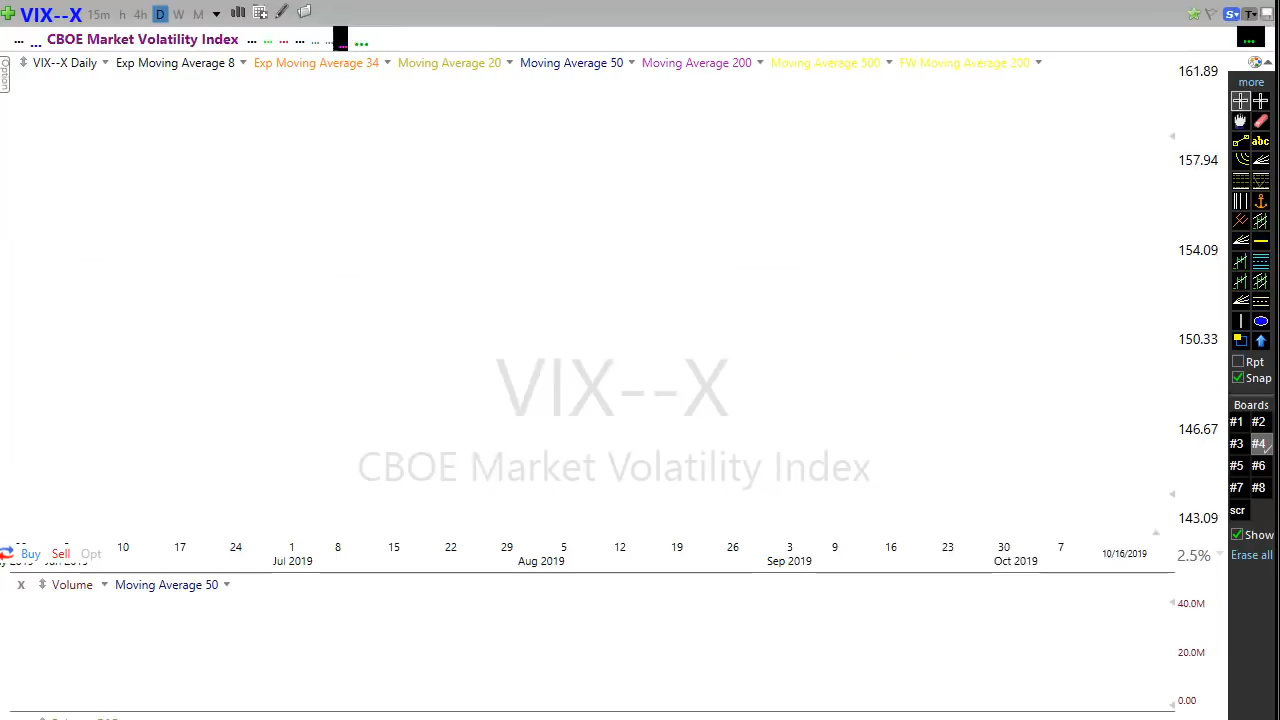 VIX--X 15m h 4h D W M S T
... ... CBOE Market Volatility Index ... ... ... ... ... ... ... ... ...
VIX--X Daily Exp Moving Average 8 Exp Moving Average 34 Moving Average 20 Moving Average 50 Moving Average 200 Moving Average 500 FW Moving Average 200
Option
161.89
157.94
154.09
150.33
146.67
143.09
VIX--X
CBOE Market Volatility Index
10 17 24 1 8 15 22 29 5 12 19 26 3 9 16 23 30 7 10/16/2019
Jul 2019 Aug 2019 Sep 2019 Oct 2019
Buy Sell Opt
2.5%
x Volume Moving Average 50
40.0M
20.0M
0.00
more
abc
Rpt
Snap
Boards
#1 #2
#3 #4
#5 #6
#7 #8
scr
Show
Erase all